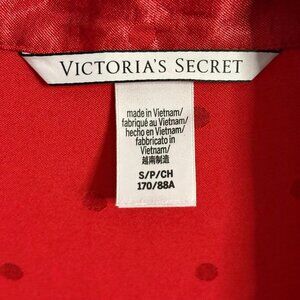 VICTORIA'S SECRET
made in Vietnam/
fabriqué au Vietnam/
hecho en Vietnam/
fabbricato in
Vietnam/
越南制造
S/P/CH
170/88A